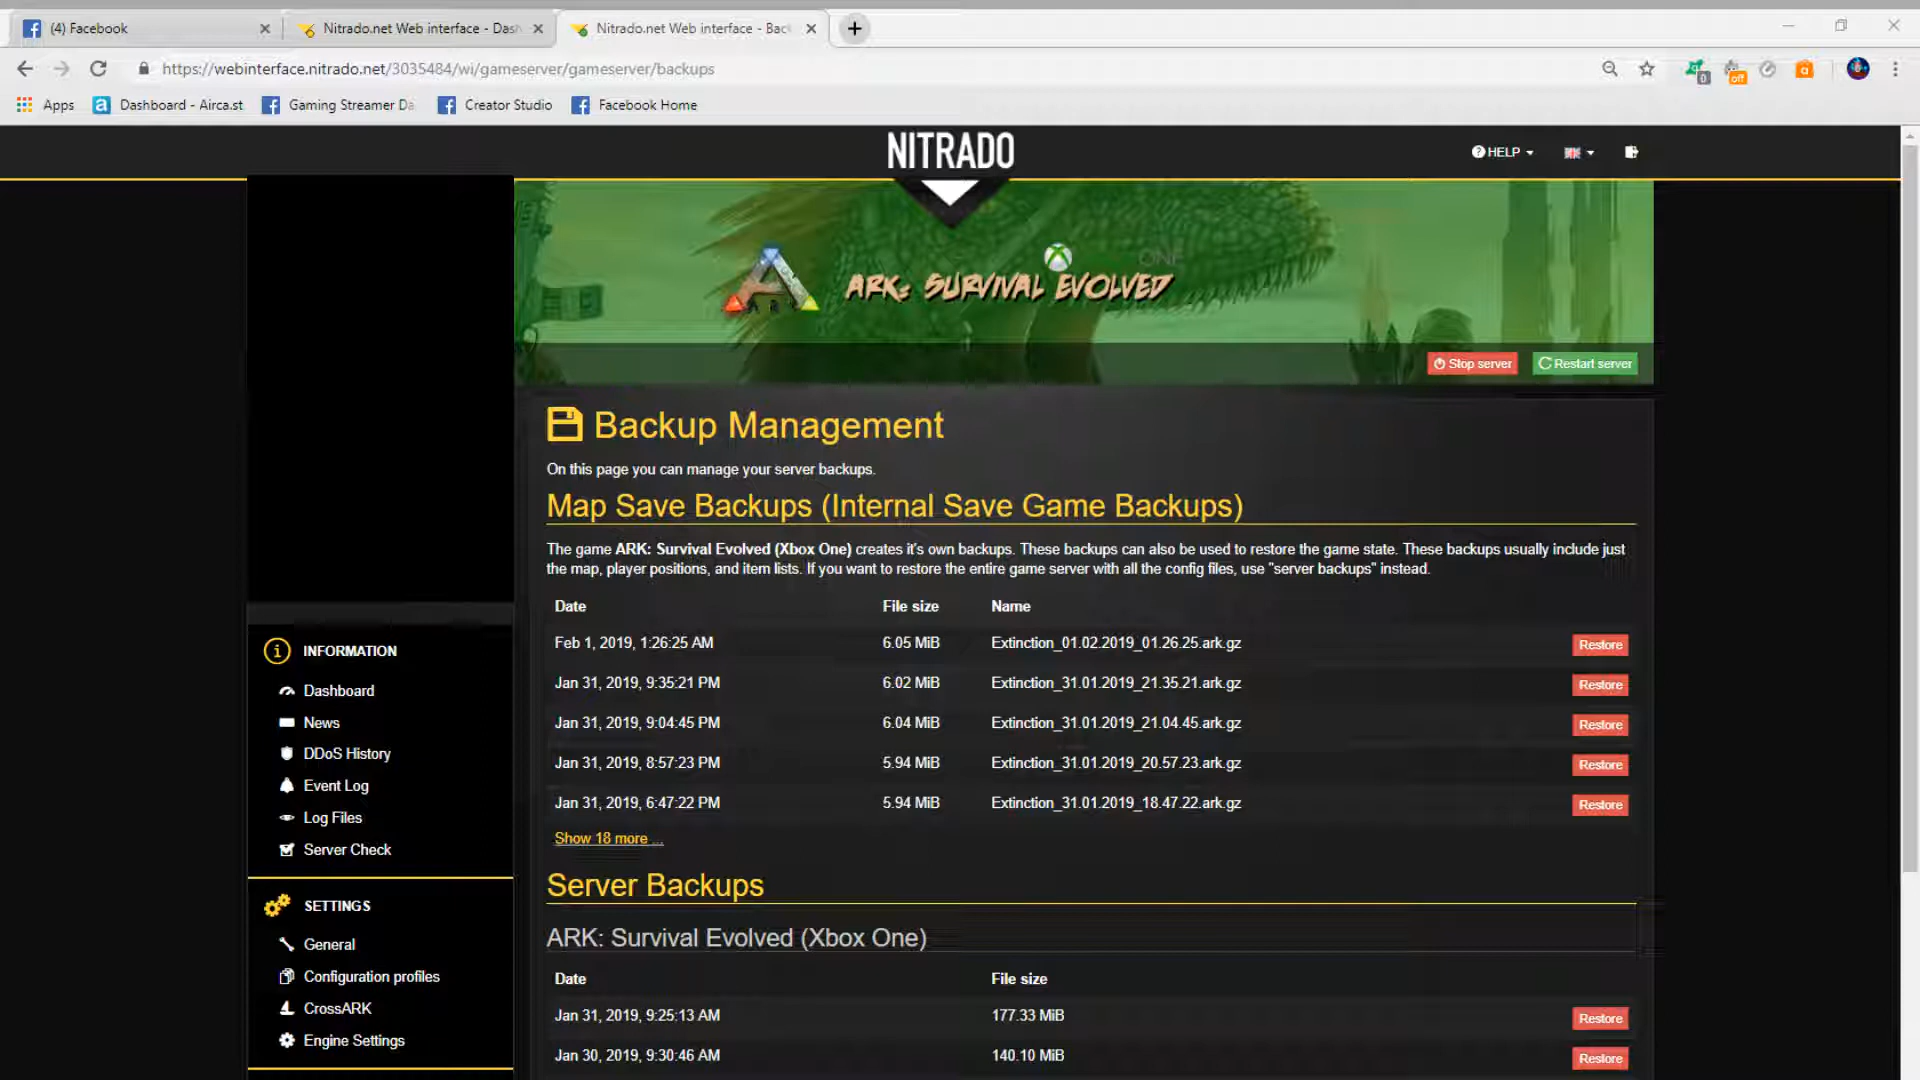 (4) Facebook
Nitrado.net Web interface - Dash
Nitrado.net Web interface - Back
https://webinterface.nitrado.net/3035484/wi/gameserver/gameserver/backups
0
off
a
Apps
a
Dashboard - Airca.st
Gaming Streamer Da
Creator Studio
Facebook Home
NITRADO
HELP
ARK: SURVIVAL EVOLVED
ONE
ARK
Stop server
Restart server
Backup Management
On this page you can manage your server backups.
Map Save Backups (Internal Save Game Backups)
The game ARK: Survival Evolved (Xbox One) creates it's own backups. These backups can also be used to restore the game state. These backups usually include just
the map, player positions, and item lists. If you want to restore the entire game server with all the config files, use "server backups" instead.
Date File size Name
Feb 1, 2019, 1:26:25 AM 6.05 MiB Extinction_01.02.2019_01.26.25.ark.gz Restore
Jan 31, 2019, 9:35:21 PM 6.02 MiB Extinction_31.01.2019_21.35.21.ark.gz Restore
Jan 31, 2019, 9:04:45 PM 6.04 MiB Extinction_31.01.2019_21.04.45.ark.gz Restore
Jan 31, 2019, 8:57:23 PM 5.94 MiB Extinction_31.01.2019_20.57.23.ark.gz Restore
Jan 31, 2019, 6:47:22 PM 5.94 MiB Extinction_31.01.2019_18.47.22.ark.gz Restore
Show 18 more ...
Server Backups
ARK: Survival Evolved (Xbox One)
Date File size
Jan 31, 2019, 9:25:13 AM 177.33 MiB Restore
Jan 30, 2019, 9:30:46 AM 140.10 MiB Restore
INFORMATION
Dashboard
News
DDoS History
Event Log
Log Files
Server Check
SETTINGS
General
Configuration profiles
CrossARK
Engine Settings